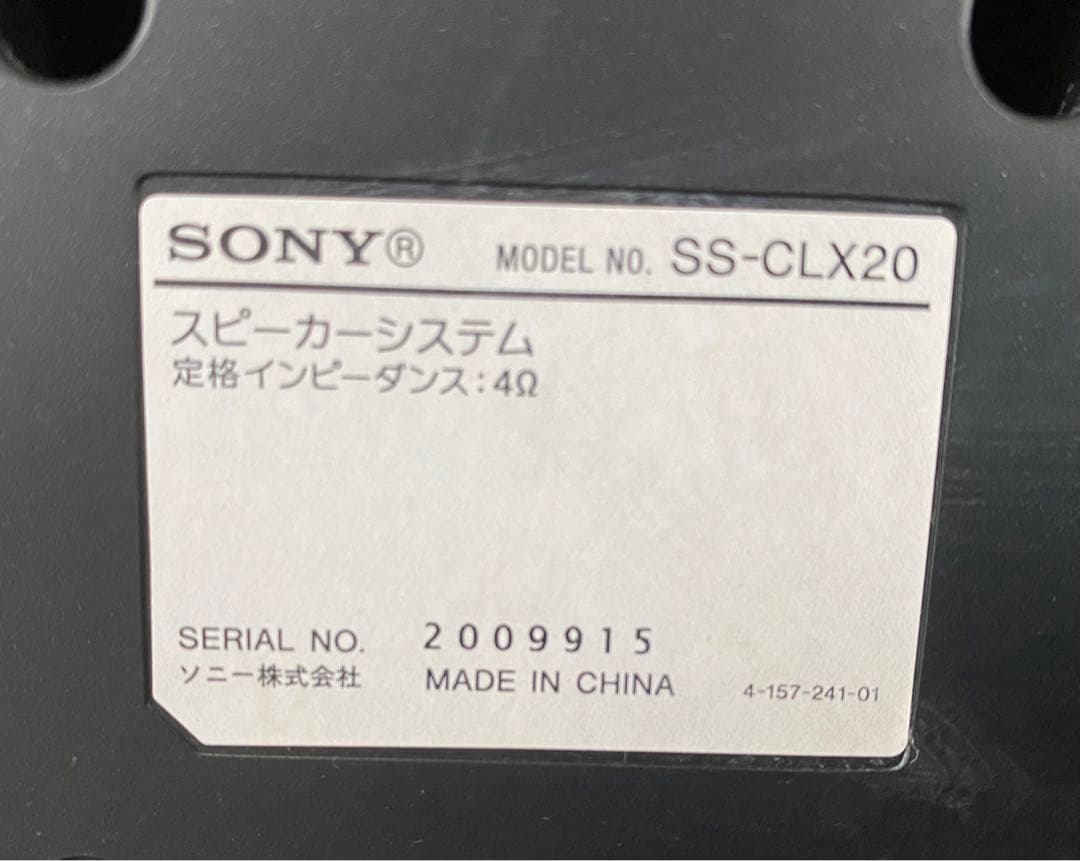 SONY® MODEL NO. SS-CLX20
スピーカーシステム
定格インピーダンス:4Ω
SERIAL NO. 2009915
ソニー株式会社 MADE IN CHINA 4-157-241-01